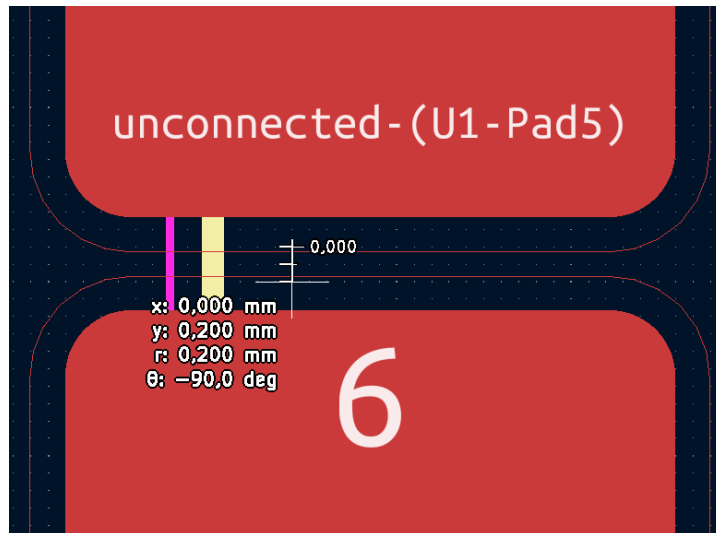 unconnected-(U1-Pad5)
0,000
x: 0,000 mm
y: 0,200 mm
r: 0,200 mm
θ: −90,0 deg
6